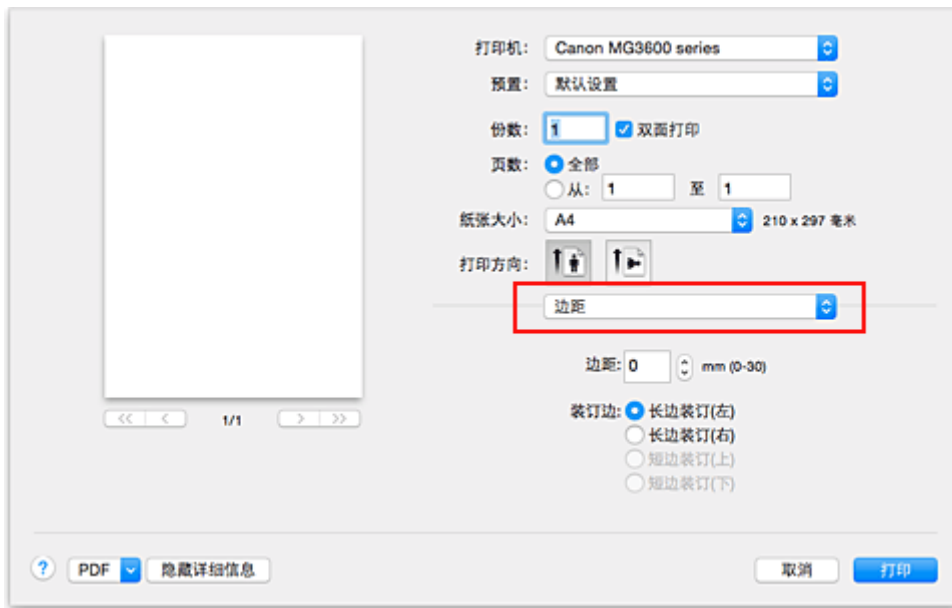 打印机: Canon MG3600 series
预置: 默认设置
份数: 1 双面打印
页数: 全部
从: 1 至 1
纸张大小: A4 210 x 297 毫米
打印方向:
边距
边距: 0 mm (0-30)
1/1
装订边: 长边装订(左)
长边装订(右)
短边装订(上)
短边装订(下)
? PDF 隐藏详细信息 取消 打印